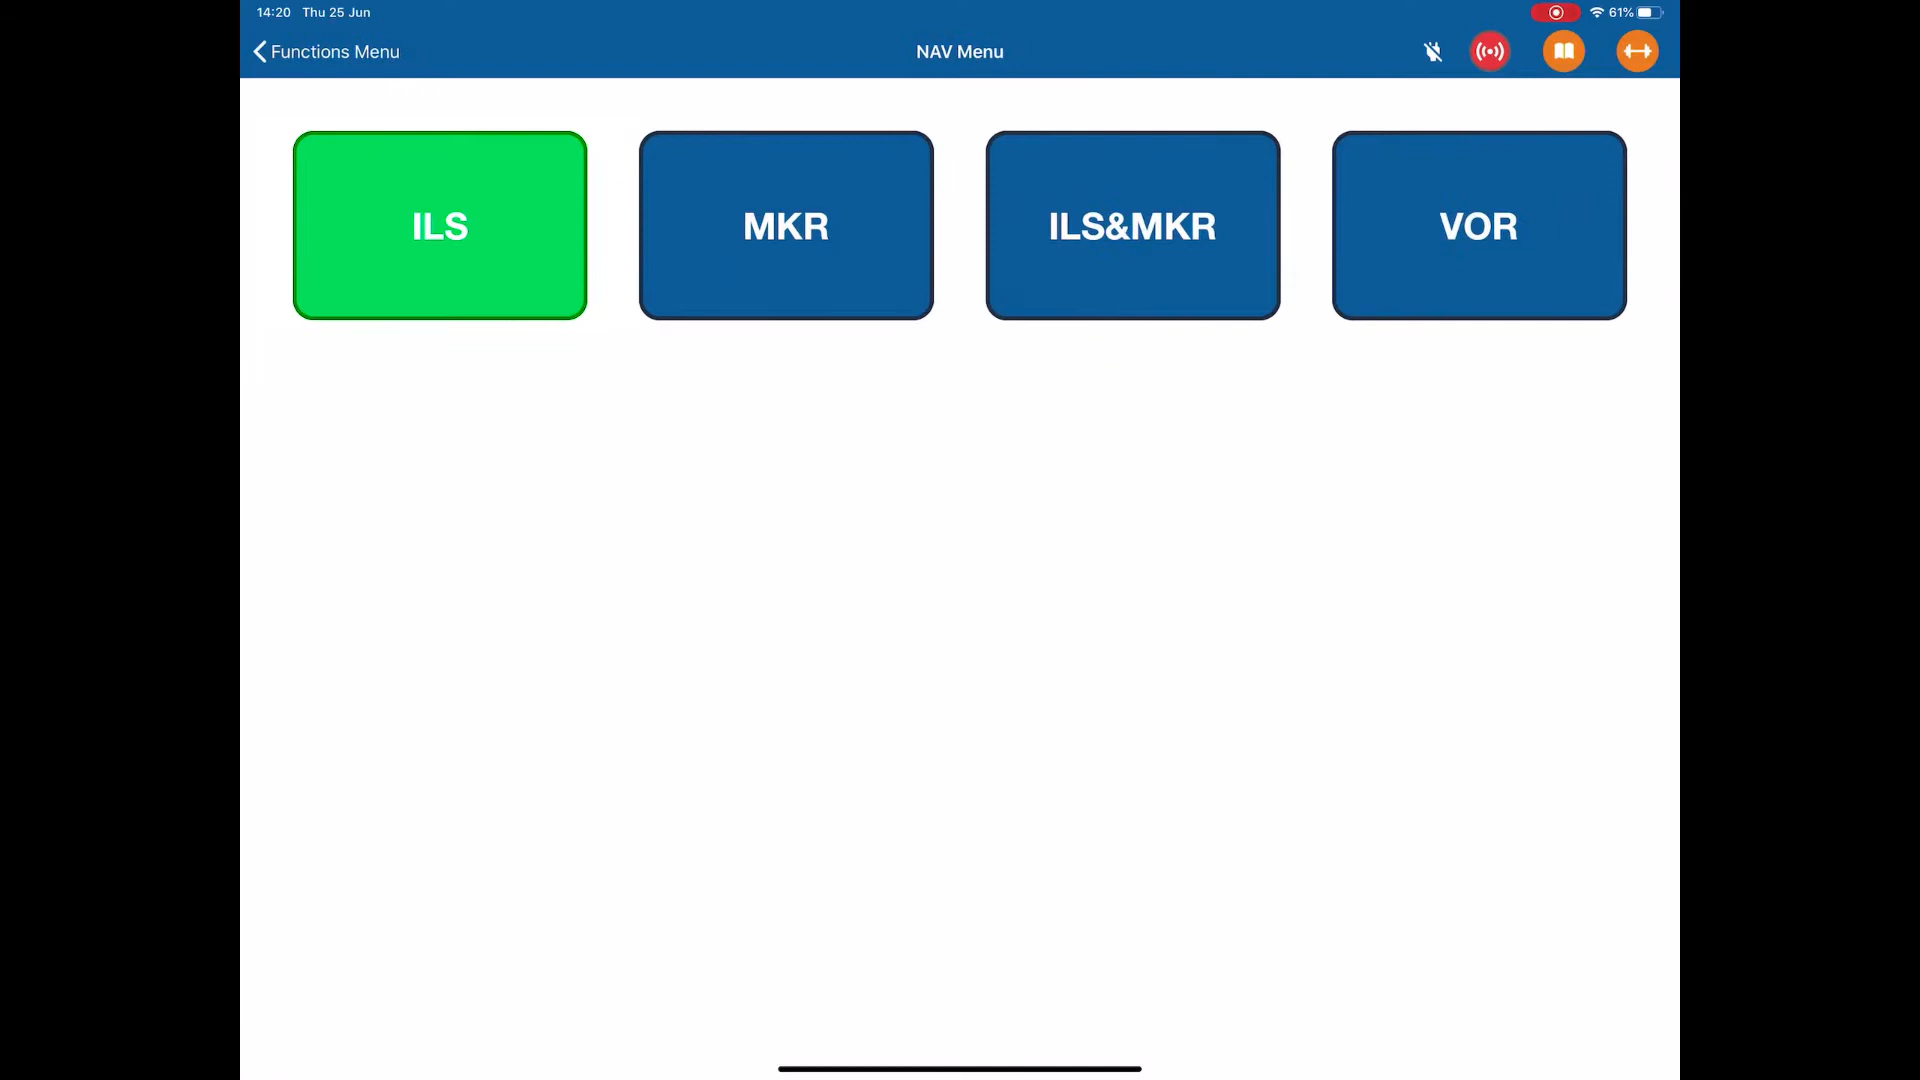 14:20 Thu 25 Jun
61%
Functions Menu
NAV Menu
ILS
MKR
ILS&MKR
VOR